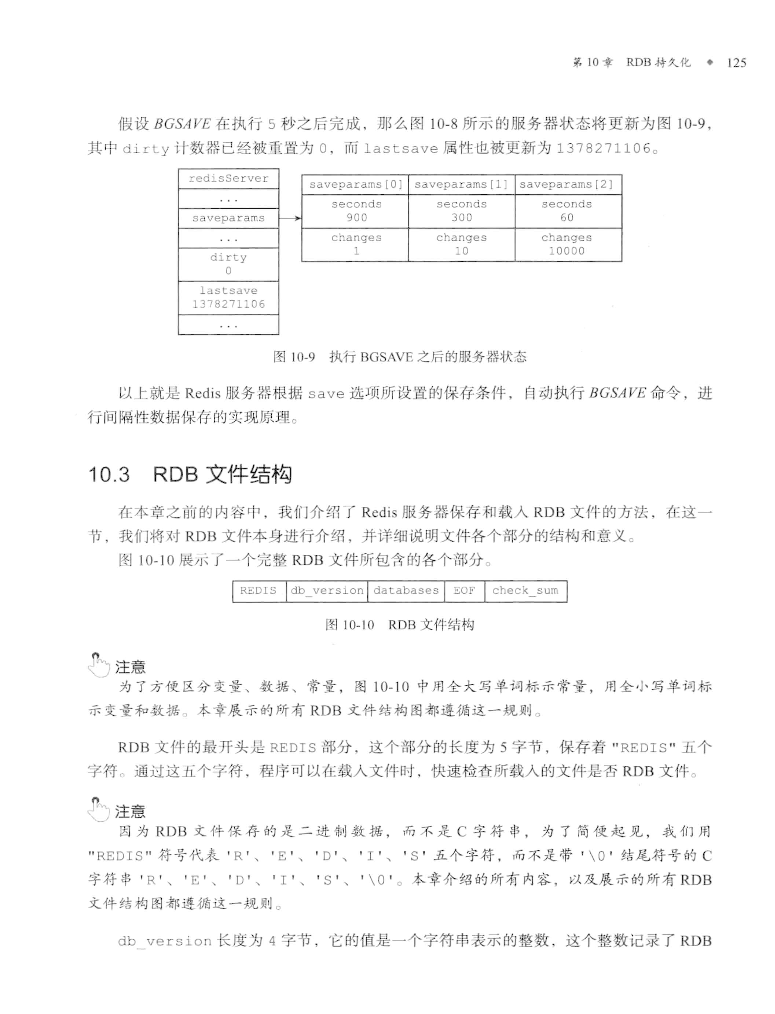 第 10 章 RDB 持久化 ◆ 125
假设 BGSAVE 在执行 5 秒之后完成，那么图 10-8 所示的服务器状态将更新为图 10-9，
其中 dirty 计数器已经被重置为 0，而 lastsave 属性也被更新为 1378271106。
redisServer
...
saveparams
...
dirty
0
lastsave
1378271106
...
saveparams[0] saveparams[1] saveparams[2]
seconds seconds seconds
900 300 60
changes changes changes
1 10 10000
图 10-9 执行 BGSAVE 之后的服务器状态
以上就是 Redis 服务器根据 save 选项所设置的保存条件，自动执行 BGSAVE 命令，进
行间隔性数据保存的实现原理。
10.3 RDB 文件结构
在本章之前的内容中，我们介绍了 Redis 服务器保存和载入 RDB 文件的方法，在这一
节，我们将对 RDB 文件本身进行介绍，并详细说明文件各个部分的结构和意义。
图 10-10 展示了一个完整 RDB 文件所包含的各个部分。
REDIS db_version databases EOF check_sum
图 10-10 RDB 文件结构
注意
为了方便区分变量、数据、常量，图 10-10 中用全大写单词标示常量，用全小写单词标
示变量和数据。本章展示的所有 RDB 文件结构图都遵循这一规则。
RDB 文件的最开头是 REDIS 部分，这个部分的长度为 5 字节，保存着 "REDIS" 五个
字符。通过这五个字符，程序可以在载入文件时，快速检查所载入的文件是否 RDB 文件。
注意
因为 RDB 文件保存的是二进制数据，而不是 C 字符串，为了简便起见，我们用
"REDIS" 符号代表 'R'、'E'、'D'、'I'、'S' 五个字符，而不是带 '\0' 结尾符号的 C
字符串 'R'、'E'、'D'、'I'、'S'、'\0'。本章介绍的所有内容，以及展示的所有 RDB
文件结构图都遵循这一规则。
db_version 长度为 4 字节，它的值是一个字符串表示的整数，这个整数记录了 RDB